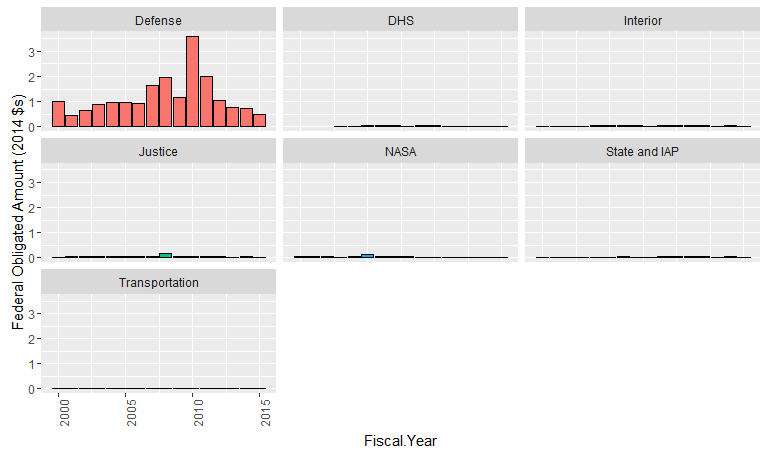 Defense
DHS
Interior
3
2
1
0
Justice
NASA
State and IAP
3
2
1
0
Transportation
3
2
1
0
2000
2005
2010
2015
Federal Obligated Amount (2014 $s)
Fiscal.Year